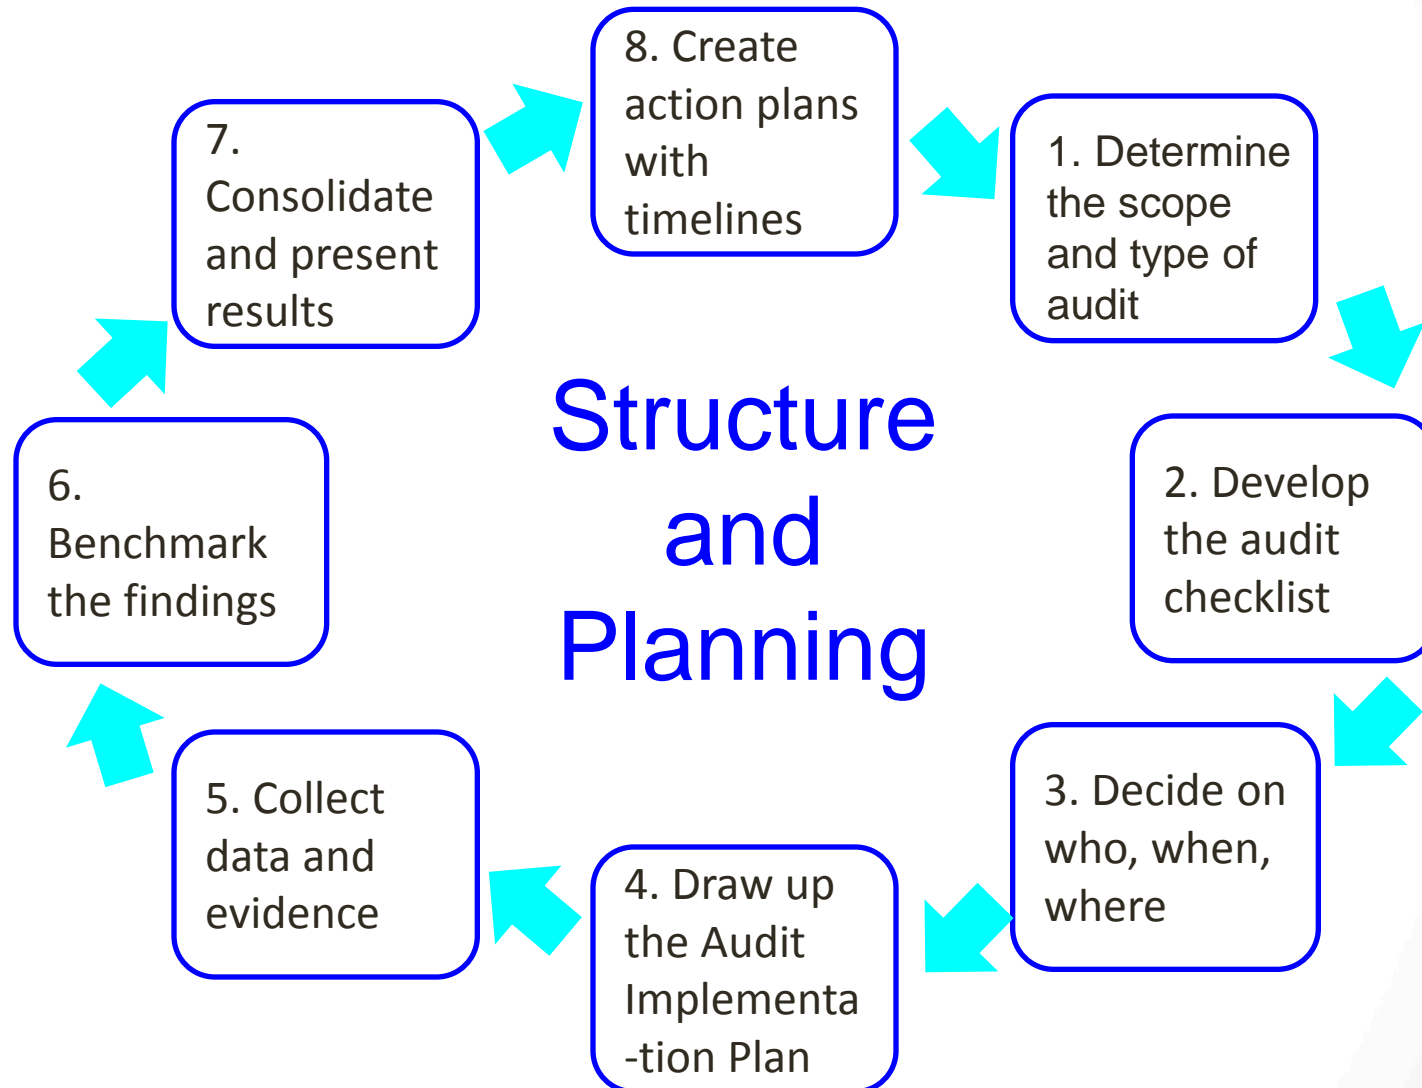 8. Create
action plans
with
timelines
1. Determine
the scope
and type of
audit
2. Develop
the audit
checklist
3. Decide on
who, when,
where
4. Draw up
the Audit
Implementa
-tion Plan
5. Collect
data and
evidence
6.
Benchmark
the findings
7.
Consolidate
and present
results
Structure
and
Planning